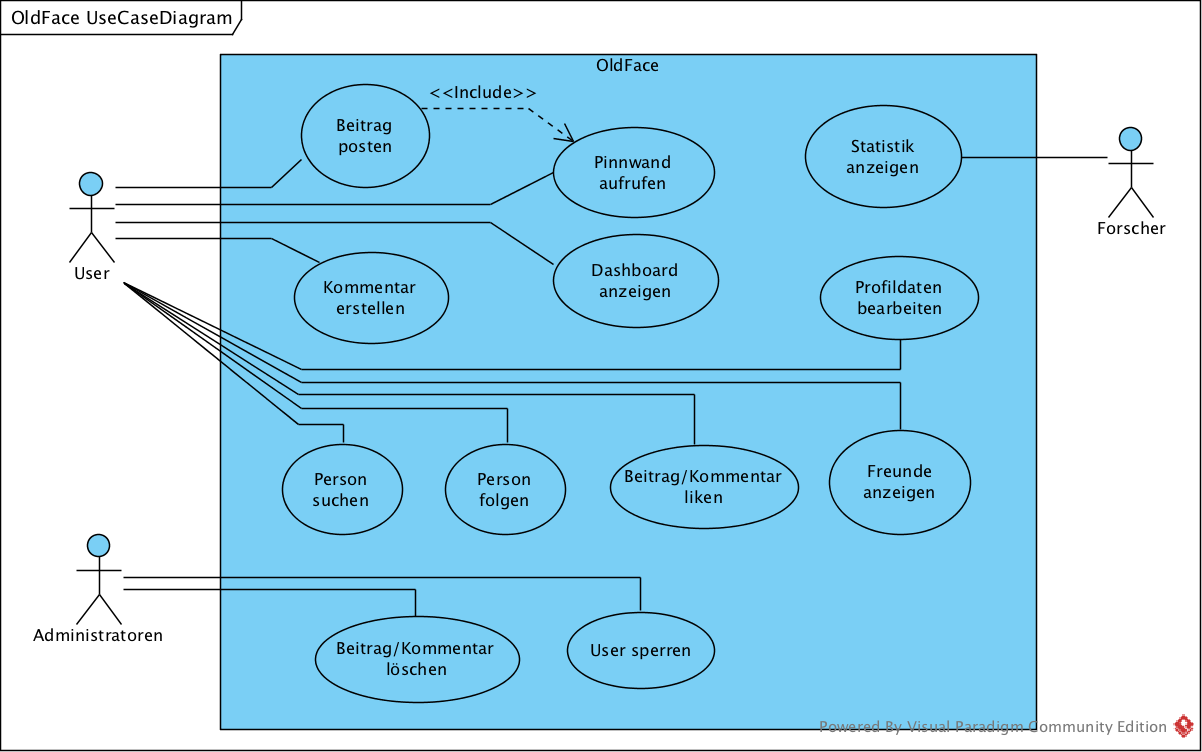 OldFace UseCaseDiagram
OldFace
<<Include>>
Beitrag
posten
Pinnwand
aufrufen
Statistik
anzeigen
Forscher
User
Dashboard
anzeigen
Kommentar
erstellen
Profildaten
bearbeiten
Person
suchen
Person
folgen
Beitrag/Kommentar
liken
Freunde
anzeigen
Administratoren
Beitrag/Kommentar
löschen
User sperren
Powered By Visual Paradigm Community Edition